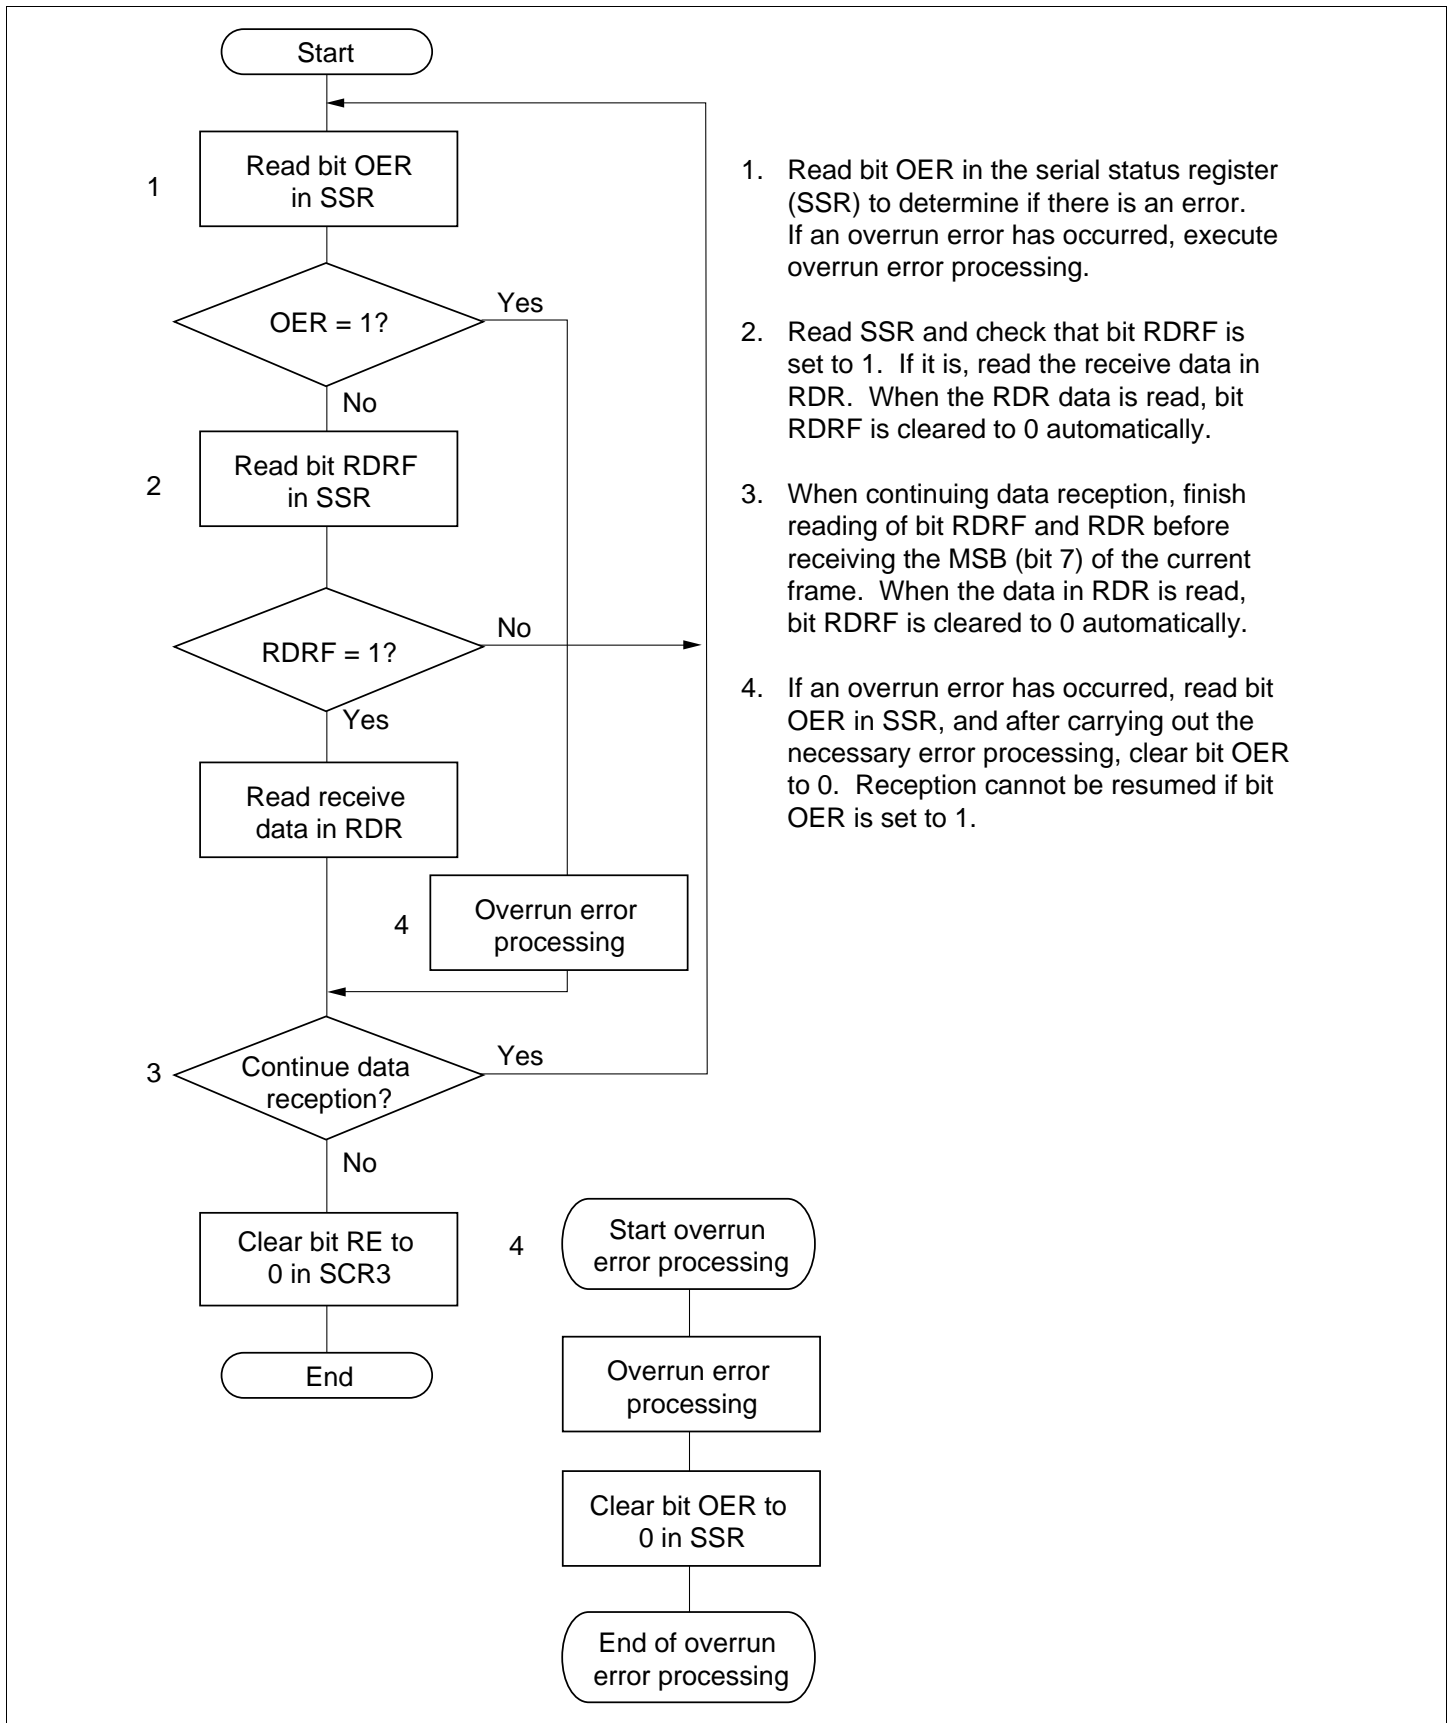 Start
1
Read bit OER
in SSR
OER = 1?
Yes
No
2
Read bit RDRF
in SSR
RDRF = 1?
No
Yes
Read receive
data in RDR
4
Overrun error
processing
3
Continue data
reception?
Yes
No
Clear bit RE to
0 in SCR3
End
4
Start overrun
error processing
Overrun error
processing
Clear bit OER to
0 in SSR
End of overrun
error processing
1. Read bit OER in the serial status register
(SSR) to determine if there is an error.
If an overrun error has occurred, execute
overrun error processing.
2. Read SSR and check that bit RDRF is
set to 1. If it is, read the receive data in
RDR. When the RDR data is read, bit
RDRF is cleared to 0 automatically.
3. When continuing data reception, finish
reading of bit RDRF and RDR before
receiving the MSB (bit 7) of the current
frame. When the data in RDR is read,
bit RDRF is cleared to 0 automatically.
4. If an overrun error has occurred, read bit
OER in SSR, and after carrying out the
necessary error processing, clear bit OER
to 0. Reception cannot be resumed if bit
OER is set to 1.